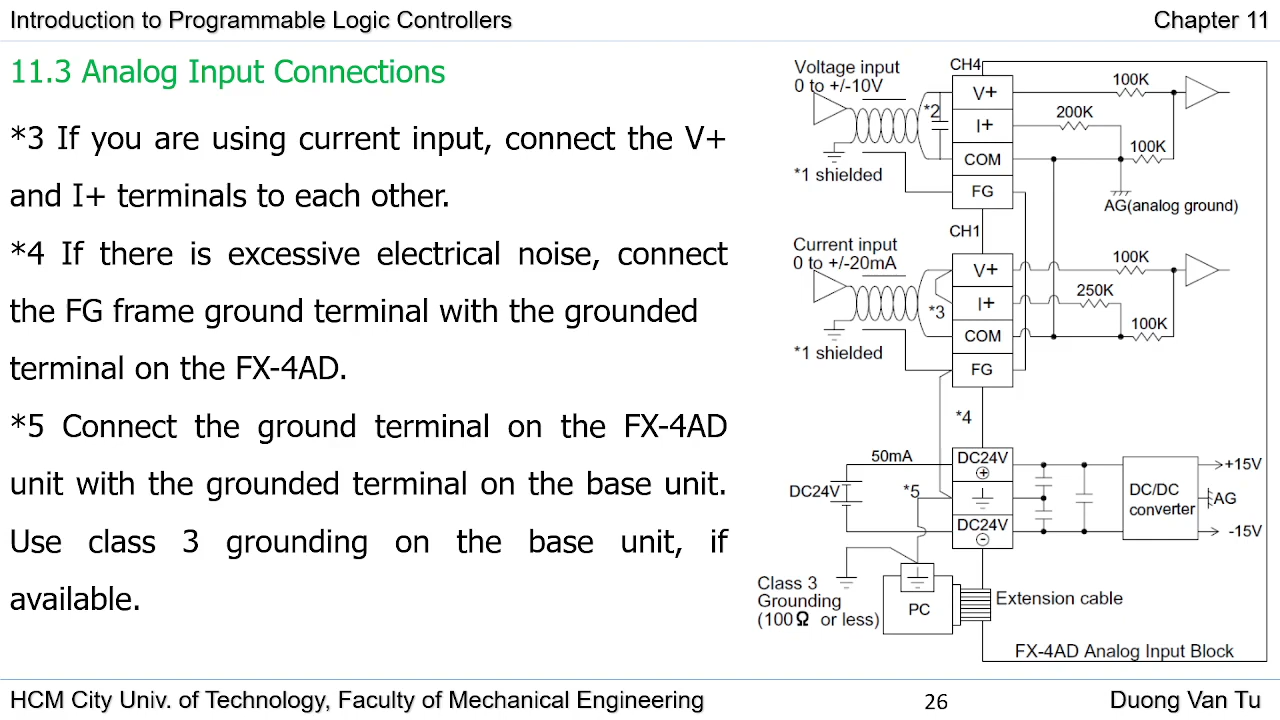 Introduction to Programmable Logic Controllers
Chapter 11
11.3 Analog Input Connections
*3 If you are using current input, connect the V+
and I+ terminals to each other.
*4 If there is excessive electrical noise, connect
the FG frame ground terminal with the grounded
terminal on the FX-4AD.
*5 Connect the ground terminal on the FX-4AD
unit with the grounded terminal on the base unit.
Use class 3 grounding on the base unit, if
available.
Voltage input
0 to +/-10V
CH4
V+
I+
COM
FG
*2
*1 shielded
100K
200K
100K
AG(analog ground)
CH1
Current input
0 to +/-20mA
V+
I+
COM
FG
*3
*1 shielded
100K
250K
100K
*4
50mA
DC24V
DC24V
*5
DC24V
DC/DC
converter
+15V
AG
-15V
Class 3
Grounding
(100Ω or less)
PC
Extension cable
FX-4AD Analog Input Block
HCM City Univ. of Technology, Faculty of Mechanical Engineering
26
Duong Van Tu